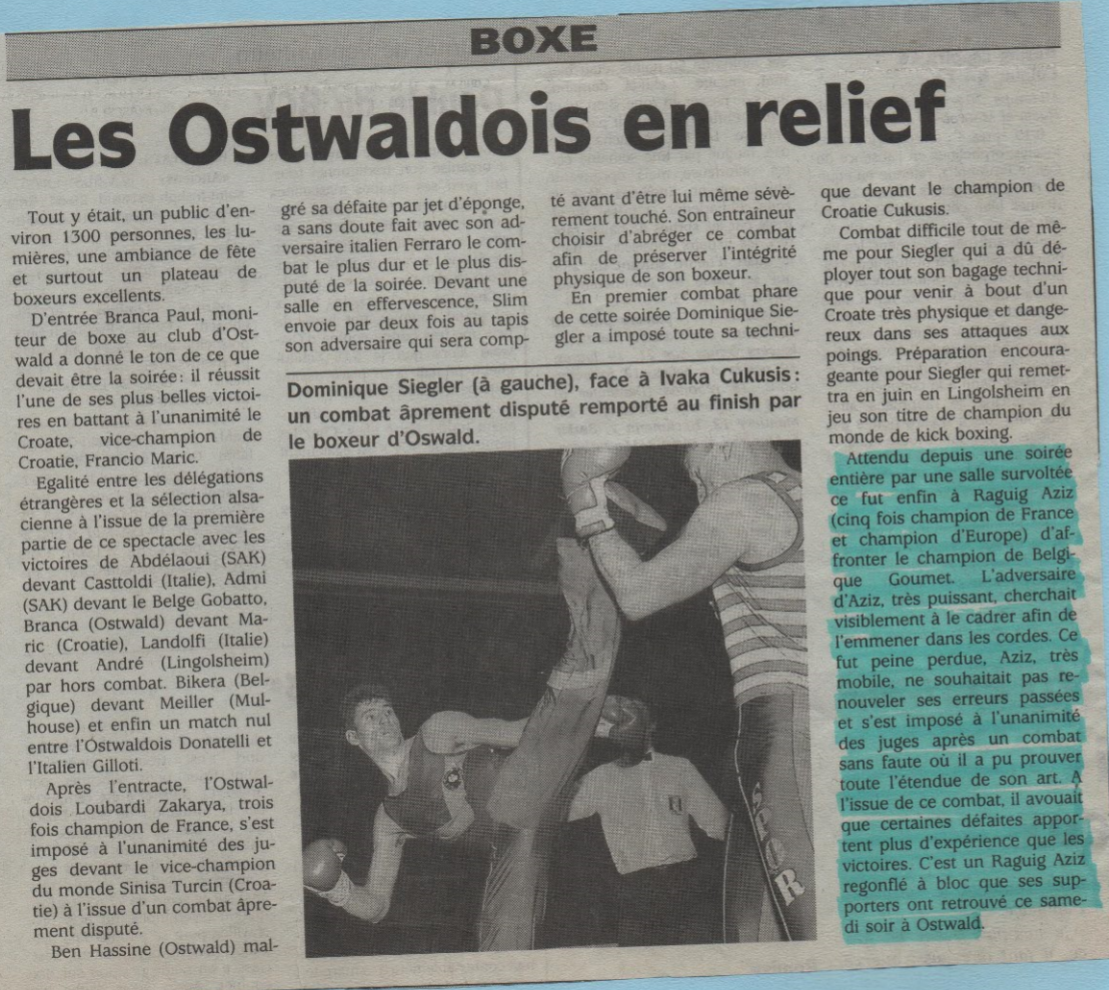 BOXE
Les Ostwaldois en relief
Tout y était, un public d'en-
viron 1300 personnes, les lu-
mières, une ambiance de fête
et surtout un plateau de
boxeurs excellents.
D'entrée Branca Paul, moni-
teur de boxe au club d'Ost-
wald a donné le ton de ce que
devait être la soirée: il réussit
l'une de ses plus belles victoi-
res en battant à l'unanimité le
Croate, vice-champion de
Croatie, Francio Maric.
Egalité entre les délégations
étrangères et la sélection alsa-
cienne à l'issue de la première
partie de ce spectacle avec les
victoires de Abdélaoui (SAK)
devant Casttoldi (Italie), Admi
(SAK) devant le Belge Gobatto,
Branca (Ostwald) devant Ma-
ric (Croatie), Landolfi (Italie)
devant André (Lingolsheim)
par hors combat. Bikera (Bel-
gique) devant Meiller (Mul-
house) et enfin un match nul
entre l'Ostwaldois Donatelli et
l'Italien Gilloti.
Après l'entracte, l'Ostwal-
dois Loubardi Zakarya, trois
fois champion de France, s'est
imposé à l'unanimité des ju-
ges devant le vice-champion
du monde Sinisa Turcin (Croa-
tie) à l'issue d'un combat âpre-
ment disputé.
Ben Hassine (Ostwald) mal-
gré sa défaite par jet d'éponge,
a sans doute fait avec son ad-
versaire italien Ferraro le com-
bat le plus dur et le plus dis-
puté de la soirée. Devant une
salle en effervescence, Slim
envoie par deux fois au tapis
son adversaire qui sera comp-
té avant d'être lui même sévè-
rement touché. Son entraîneur
choisir d'abréger ce combat
afin de préserver l'intégrité
physique de son boxeur.
En premier combat phare
de cette soirée Dominique Sie-
gler a imposé toute sa techni-
que devant le champion de
Croatie Cukusis.
Combat difficile tout de mê-
me pour Siegler qui a dû dé-
ployer tout son bagage techni-
que pour venir à bout d'un
Croate très physique et dange-
reux dans ses attaques aux
poings. Préparation encoura-
geante pour Siegler qui remet-
tra en juin en Lingolsheim en
jeu son titre de champion du
monde de kick boxing.
Attendu depuis une soirée
entière par une salle survoltée
ce fut enfin à Raguig Aziz
(cinq fois champion de France
et champion d'Europe) d'af-
fronter le champion de Belgi-
que Goumet. L'adversaire
d'Aziz, très puissant, cherchait
visiblement à le cadrer afin de
l'emmener dans les cordes. Ce
fut peine perdue, Aziz, très
mobile, ne souhaitait pas re-
nouveler ses erreurs passées
et s'est imposé à l'unanimité
des juges après un combat
sans faute où il a pu prouver
toute l'étendue de son art. A
l'issue de ce combat, il avouait
que certaines défaites appor-
tent plus d'expérience que les
victoires. C'est un Raguig Aziz
regonflé à bloc que ses sup-
porters ont retrouvé ce same-
di soir à Ostwald.
Dominique Siegler (à gauche), face à Ivaka Cukusis:
un combat âprement disputé remporté au finish par
le boxeur d'Oswald.